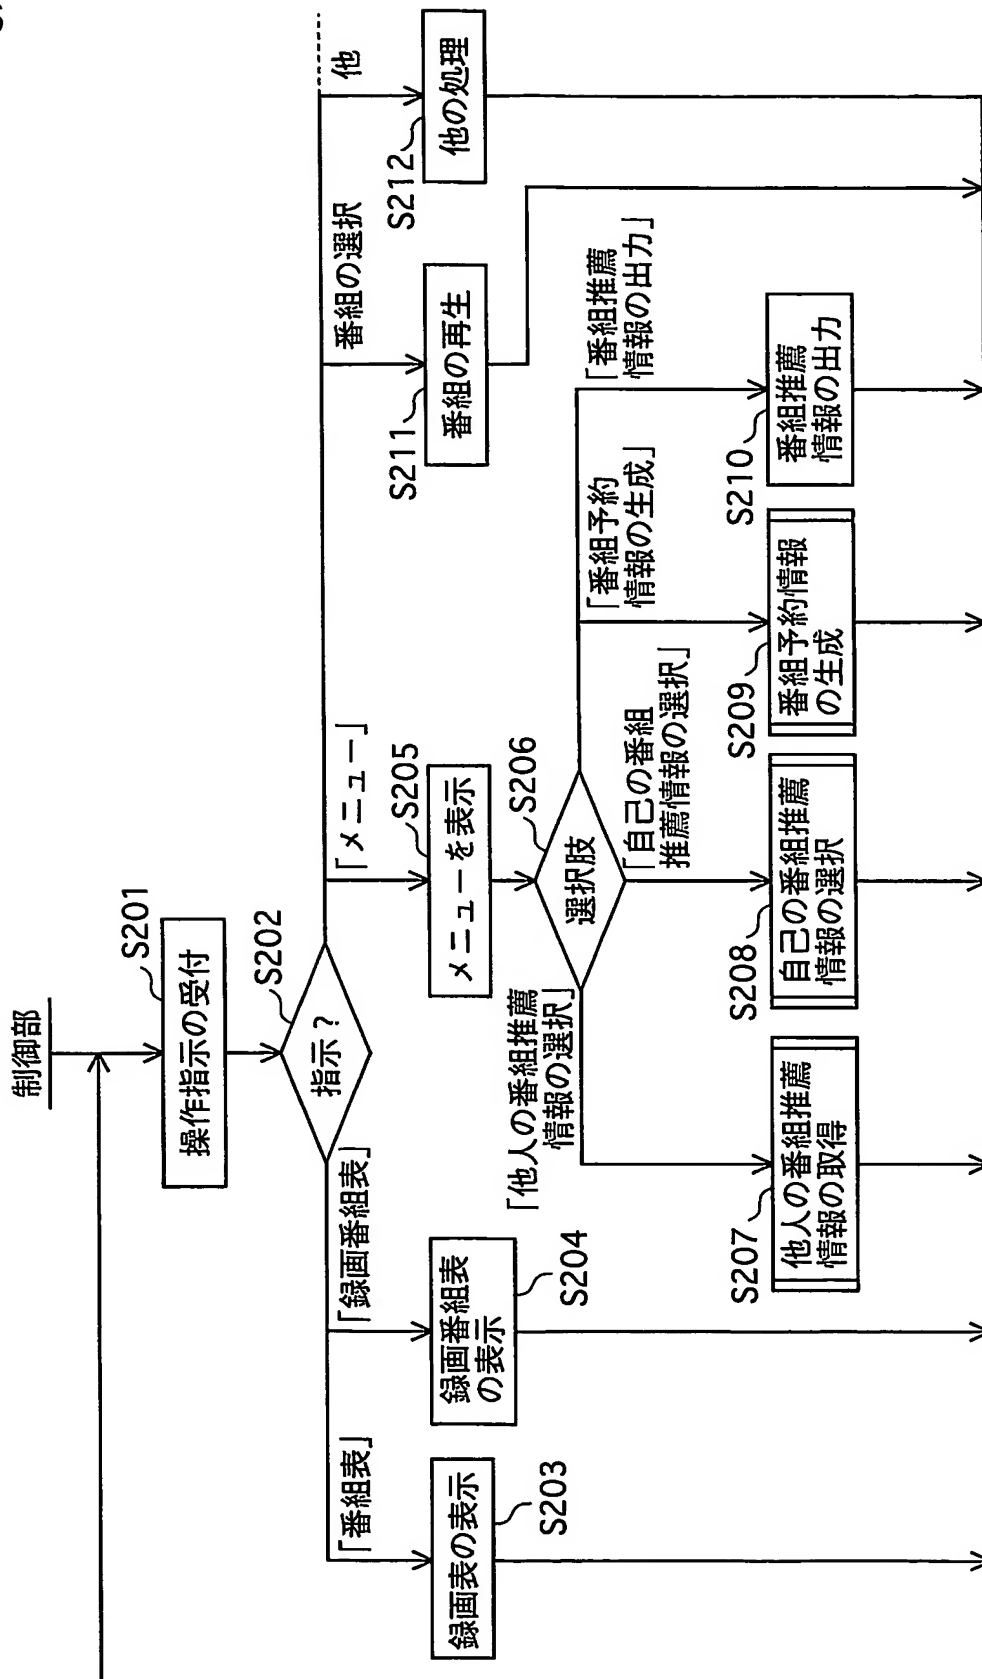 制御部
操作指示の受付
S201
指示?
S202
「番組表」
「録画番組表」
「メニュー」
番組の選択
他
録画表の表示
S203
録画番組表
の表示
S204
メニューを表示
S205
番組の再生
S211
他の処理
S212
選択肢
S206
「他人の番組推薦
情報の選択」
「自己の番組
推薦情報の選択」
「番組予約
情報の生成」
「番組推薦
情報の出力」
他人の番組推薦
情報の取得
S207
自己の番組推薦
情報の選択
S208
番組予約情報
の生成
S209
番組推薦
情報の出力
S210